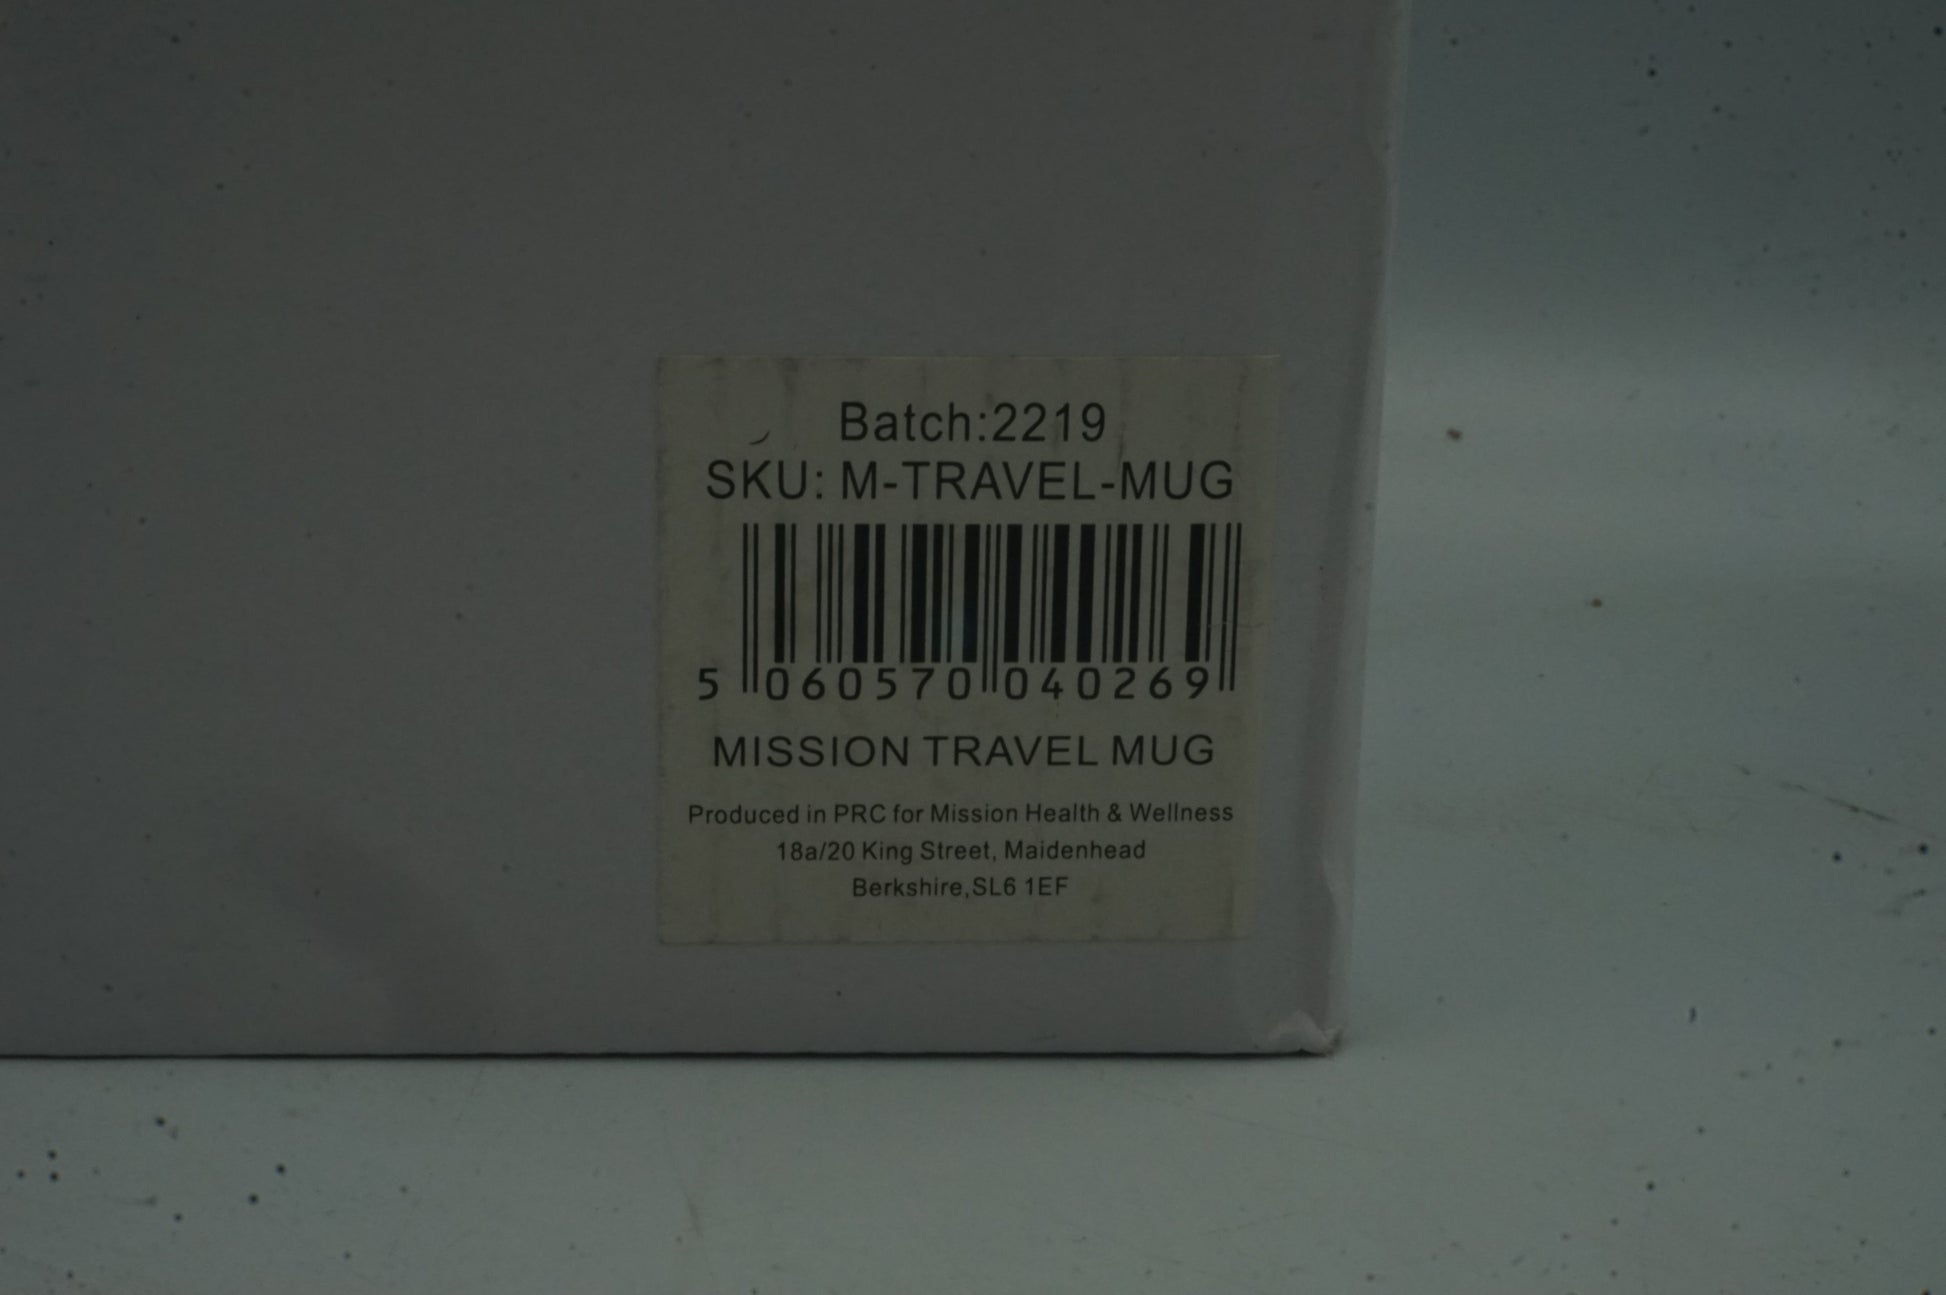 Batch:2219
SKU: M-TRAVEL-MUG
5 060570 040269
MISSION TRAVEL MUG
Produced in PRC for Mission Health & Wellness
18a/20 King Street, Maidenhead
Berkshire,SL6 1EF